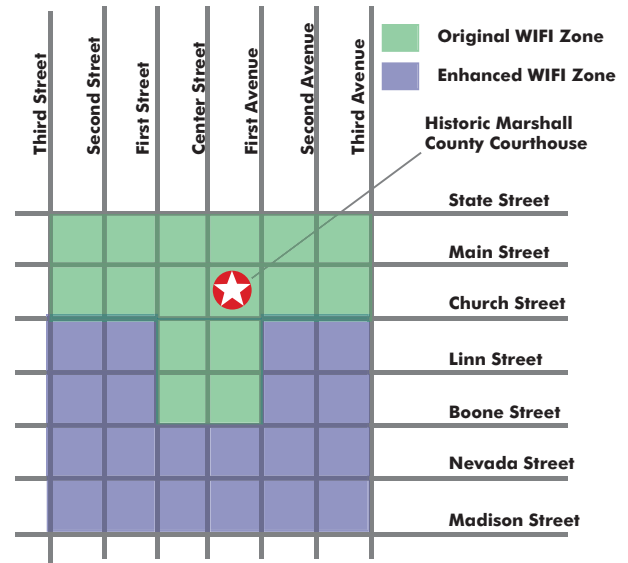 Original WIFI Zone
Enhanced WIFI Zone
Third Street
Second Street
First Street
Center Street
First Avenue
Second Avenue
Third Avenue
Historic Marshall
County Courthouse
State Street
Main Street
Church Street
Linn Street
Boone Street
Nevada Street
Madison Street